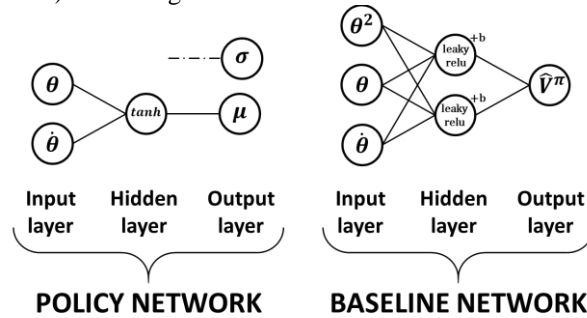 θ
θ̇
tanh
σ
μ
Input layer
Hidden layer
Output layer
POLICY NETWORK
θ²
θ
θ̇
leaky relu
+b
leaky relu
+b
V̂^π
Input layer
Hidden layer
Output layer
BASELINE NETWORK